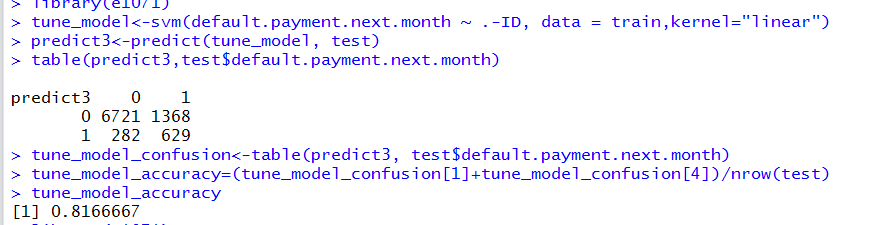 > library(e1071)
> tune_model<-svm(default.payment.next.month ~ .-ID, data = train,kernel="linear")
> predict3<-predict(tune_model, test)
> table(predict3,test$default.payment.next.month)
predict3    0    1
       0 6721 1368
       1  282  629
> tune_model_confusion<-table(predict3, test$default.payment.next.month)
> tune_model_accuracy=(tune_model_confusion[1]+tune_model_confusion[4])/nrow(test)
> tune_model_accuracy
[1] 0.8166667